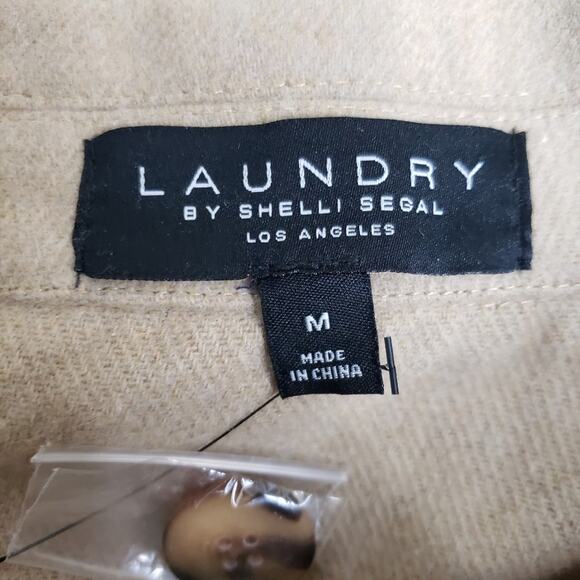 LAUNDRY
BY SHELLI SEGAL
LOS ANGELES
M
MADE
IN CHINA